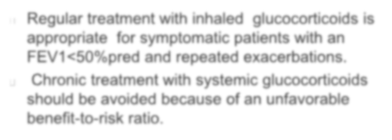 Regular treatment with inhaled glucocorticoids is
appropriate for symptomatic patients with an
FEV1<50%pred and repeated exacerbations.
Chronic treatment with systemic glucocorticoids
should be avoided because of an unfavorable
benefit-to-risk ratio.